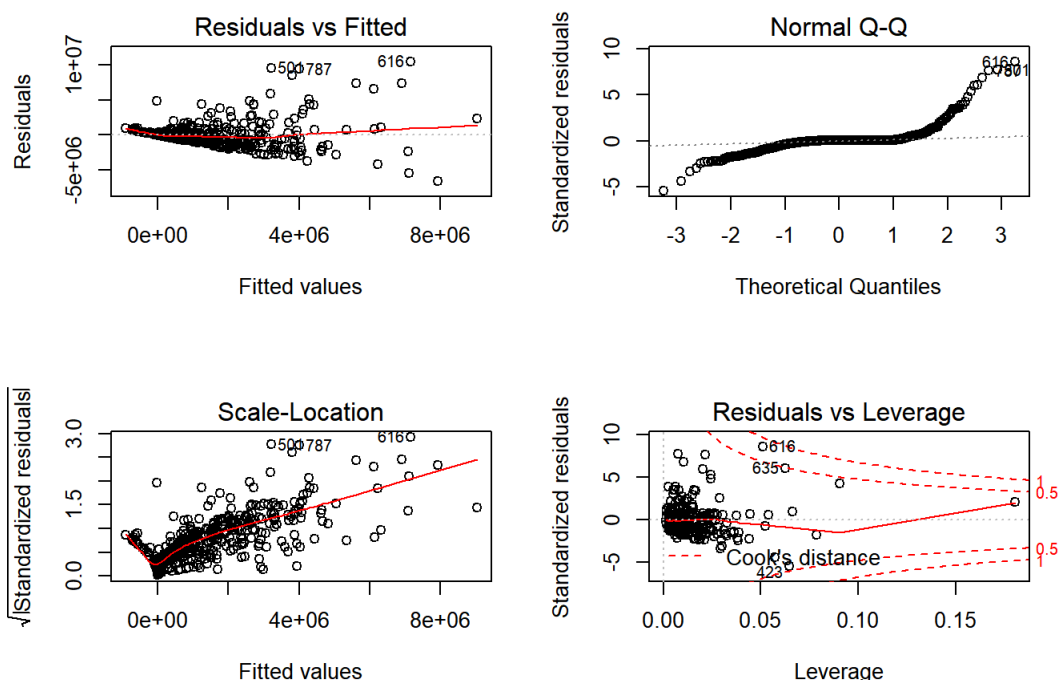 Residuals vs Fitted
Residuals
-5e+06
1e+07
501
787
616
0e+00 4e+06 8e+06
Fitted values
Normal Q-Q
Standardized residuals
-5 0 5 10
616
-3 -2 -1 0 1 2 3
Theoretical Quantiles
Scale-Location
√|Standardized residuals|
0.0 1.5 3.0
501
787
616
0e+00 4e+06 8e+06
Fitted values
Residuals vs Leverage
Standardized residuals
-5 0 5 10
616
635
423
Cook's distance
1
0.5
0.5
1
0.00 0.05 0.10 0.15
Leverage